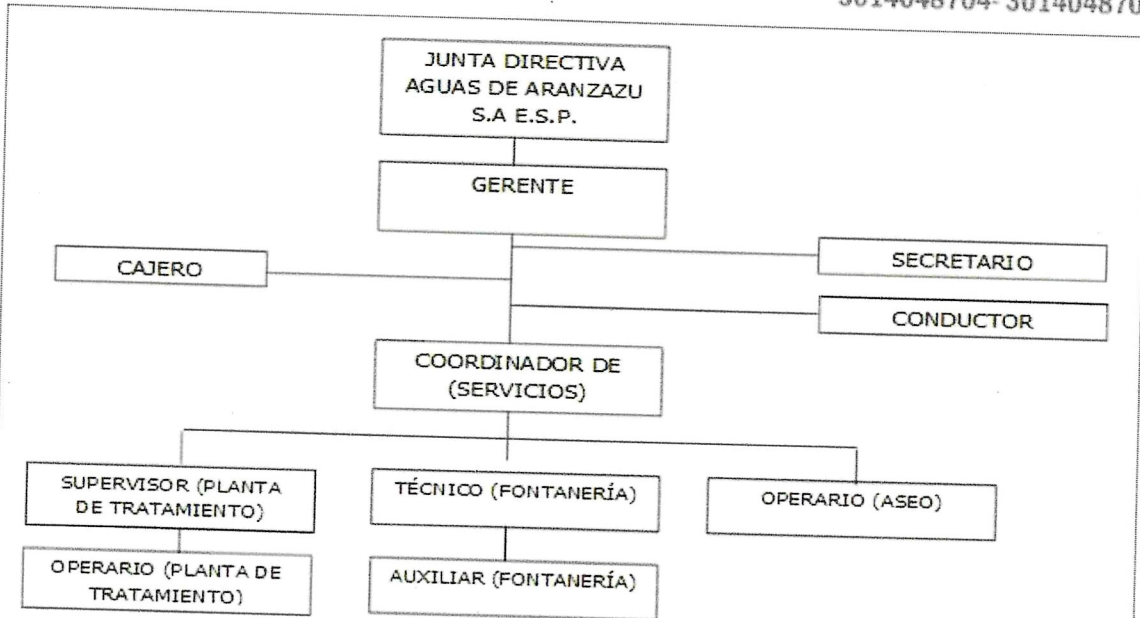 JUNTA DIRECTIVA
AGUAS DE ARANZAZU
S.A E.S.P.
GERENTE
CAJERO
SECRETARIO
CONDUCTOR
COORDINADOR DE
(SERVICIOS)
SUPERVISOR (PLANTA
DE TRATAMIENTO)
TÉCNICO (FONTANERÍA)
OPERARIO (ASEO)
OPERARIO (PLANTA DE
TRATAMIENTO)
AUXILIAR (FONTANERÍA)